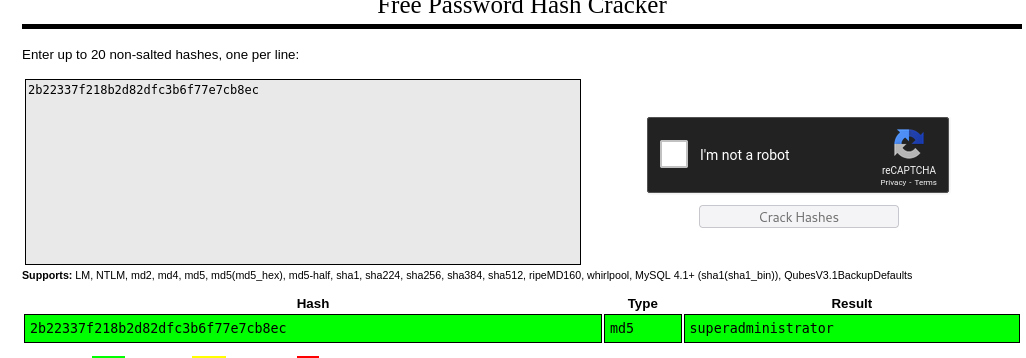 Free Password Hash Cracker
Enter up to 20 non-salted hashes, one per line:
2b22337f218b2d82dfc3b6f77e7cb8ec
I'm not a robot
reCAPTCHA
Privacy - Terms
Crack Hashes
Supports: LM, NTLM, md2, md4, md5, md5(md5_hex), md5-half, sha1, sha224, sha256, sha384, sha512, ripeMD160, whirlpool, MySQL 4.1+ (sha1(sha1_bin)), QubesV3.1BackupDefaults
Hash Type Result
2b22337f218b2d82dfc3b6f77e7cb8ec md5 superadministrator